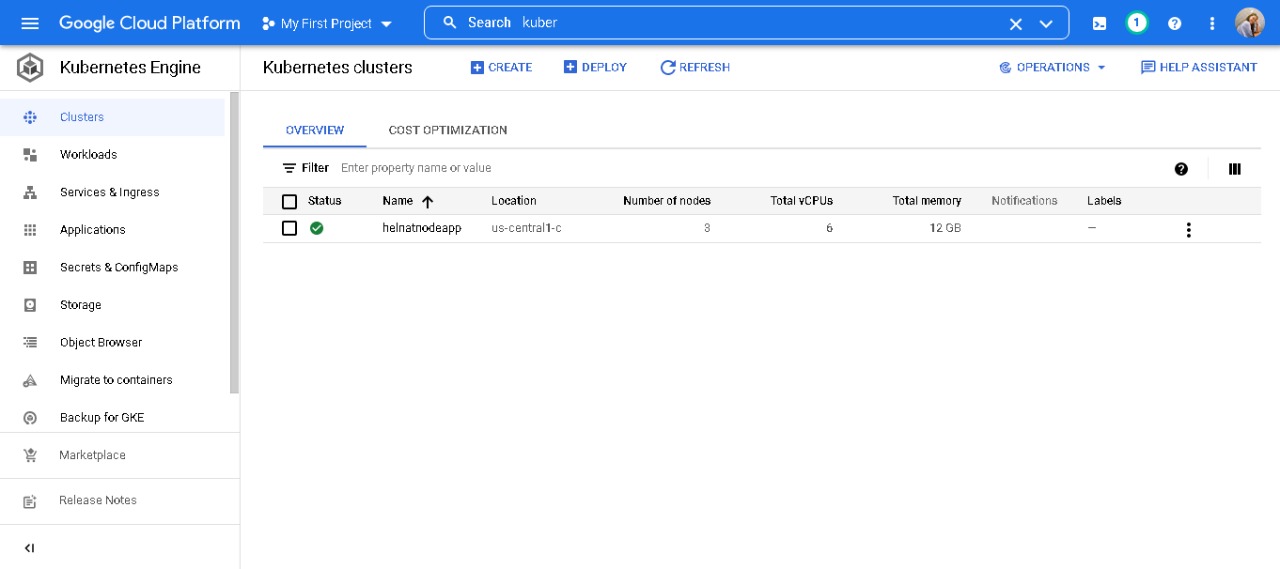 Google Cloud Platform My First Project Search kuber 1
Kubernetes Engine
Kubernetes clusters CREATE DEPLOY REFRESH OPERATIONS HELP ASSISTANT
Clusters
Workloads
Services & Ingress
Applications
Secrets & ConfigMaps
Storage
Object Browser
Migrate to containers
Backup for GKE
Marketplace
Release Notes
OVERVIEW COST OPTIMIZATION
Filter Enter property name or value
Status Name Location Number of nodes Total vCPUs Total memory Notifications Labels
helnatnodeapp us-central1-c 3 6 12 GB —